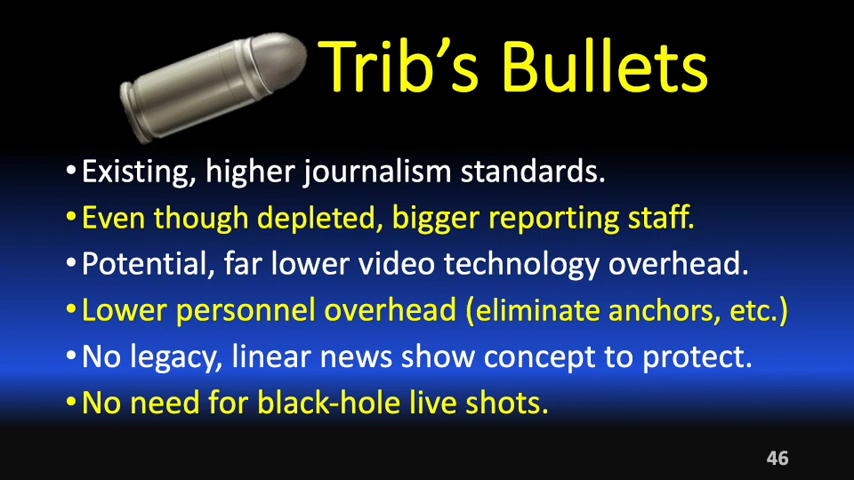 Trib's Bullets
•Existing, higher journalism standards.
•Even though depleted, bigger reporting staff.
•Potential, far lower video technology overhead.
•Lower personnel overhead (eliminate anchors, etc.)
•No legacy, linear news show concept to protect.
•No need for black-hole live shots.
46